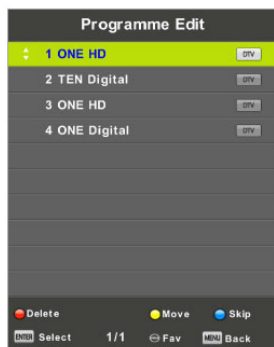 Programme Edit
1 ONE HD DTV
2 TEN Digital DTV
3 ONE HD DTV
4 ONE Digital DTV
Delete Move Skip
ENTER Select 1/1 Fav MENU Back